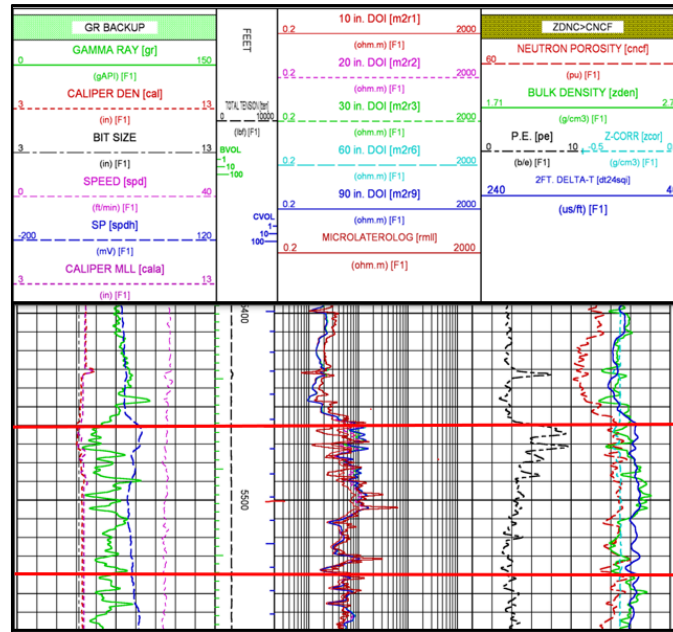 GR BACKUP
GAMMA RAY [gr]
0 150
(gAPI) [F1]
CALIPER DEN [cal]
3 13
(in) [F1]
BIT SIZE
3 13
(in) [F1]
SPEED [spd]
0 40
(ft/min) [F1]
SP [spdh]
-200 120
(mV) [F1]
CALIPER MLL [cala]
3 13
(in) [F1]
FEET
TOTAL TENSION
0 10000
(lbf) [F1]
BVOL
1
10
100
CVOL
1
10
100
10 in. DOI [m2r1]
0.2 2000
(ohm.m) [F1]
20 in. DOI [m2r2]
0.2 2000
(ohm.m) [F1]
30 in. DOI [m2r3]
0.2 2000
(ohm.m) [F1]
60 in. DOI [m2r6]
0.2 2000
(ohm.m) [F1]
90 in. DOI [m2r9]
0.2 2000
(ohm.m) [F1]
MICROLATEROLOG [rmll]
0.2 2000
(ohm.m) [F1]
ZDNC>CNCF
NEUTRON POROSITY [cncf]
60
(pu) [F1]
BULK DENSITY [zden]
1.71 2.7
(g/cm3) [F1]
P.E. [pe] Z-CORR [zcor]
0 10 -0.5 0
(b/e) [F1] (g/cm3) [F1]
2FT. DELTA-T [dt24sqi]
240 40
(us/ft) [F1]
5400
5500